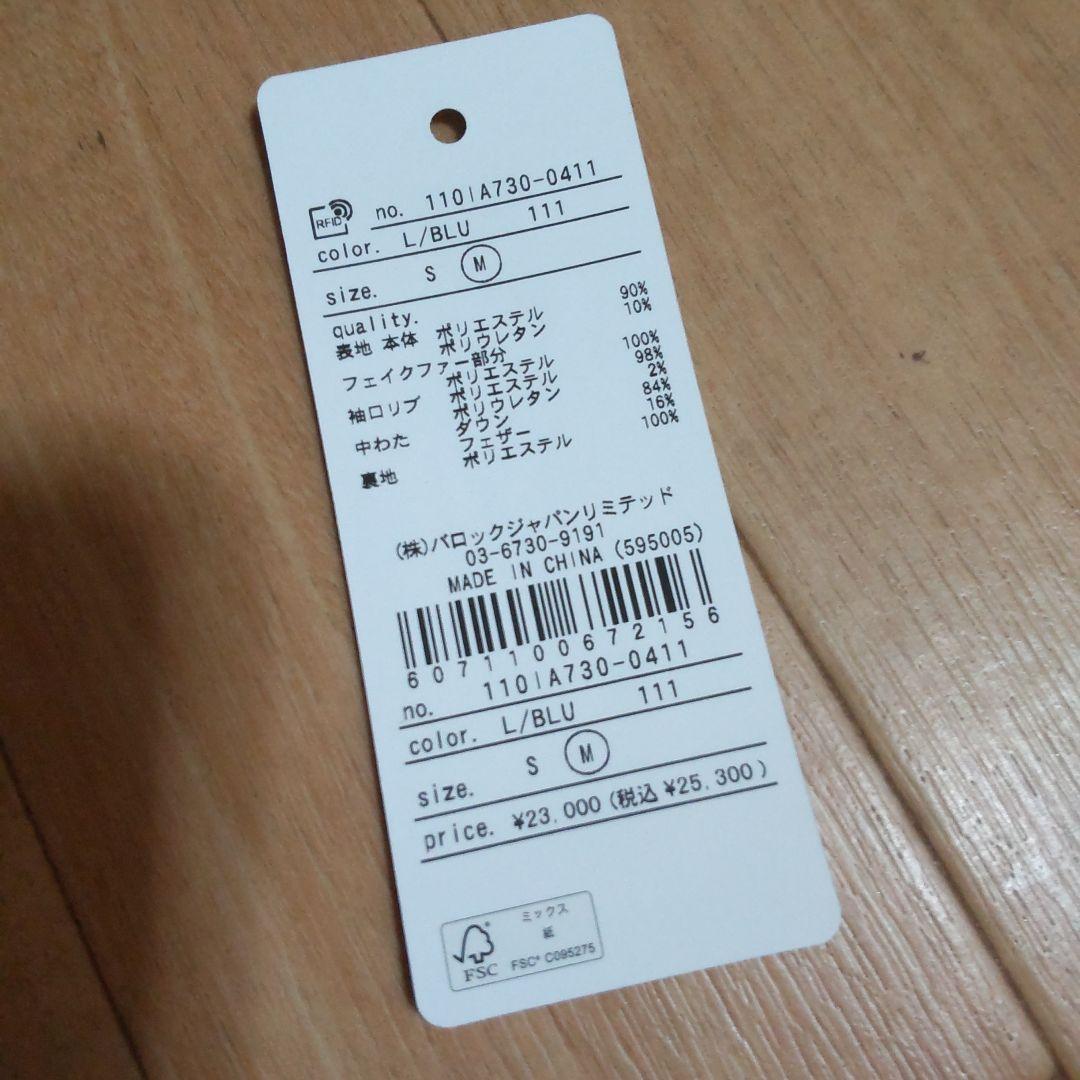 RFID
no. 110IA730-0411
color. L/BLU 111
size. S M
quality.
表地 本体 ポリエステル 90%
ポリウレタン 10%
フェイクファー部分
ポリエステル 100%
袖口リブ ポリエステル 98%
ポリウレタン 2%
中わた ダウン 84%
フェザー 16%
裏地 ポリエステル 100%
(株)バロックジャパンリミテッド
03-6730-9191
MADE IN CHINA (595005)
6071100672156
no. 110IA730-0411
color. L/BLU 111
size. S M
price. ¥23,000 (税込 ¥25,300)
ミックス
紙
FSC
FSC® C095275